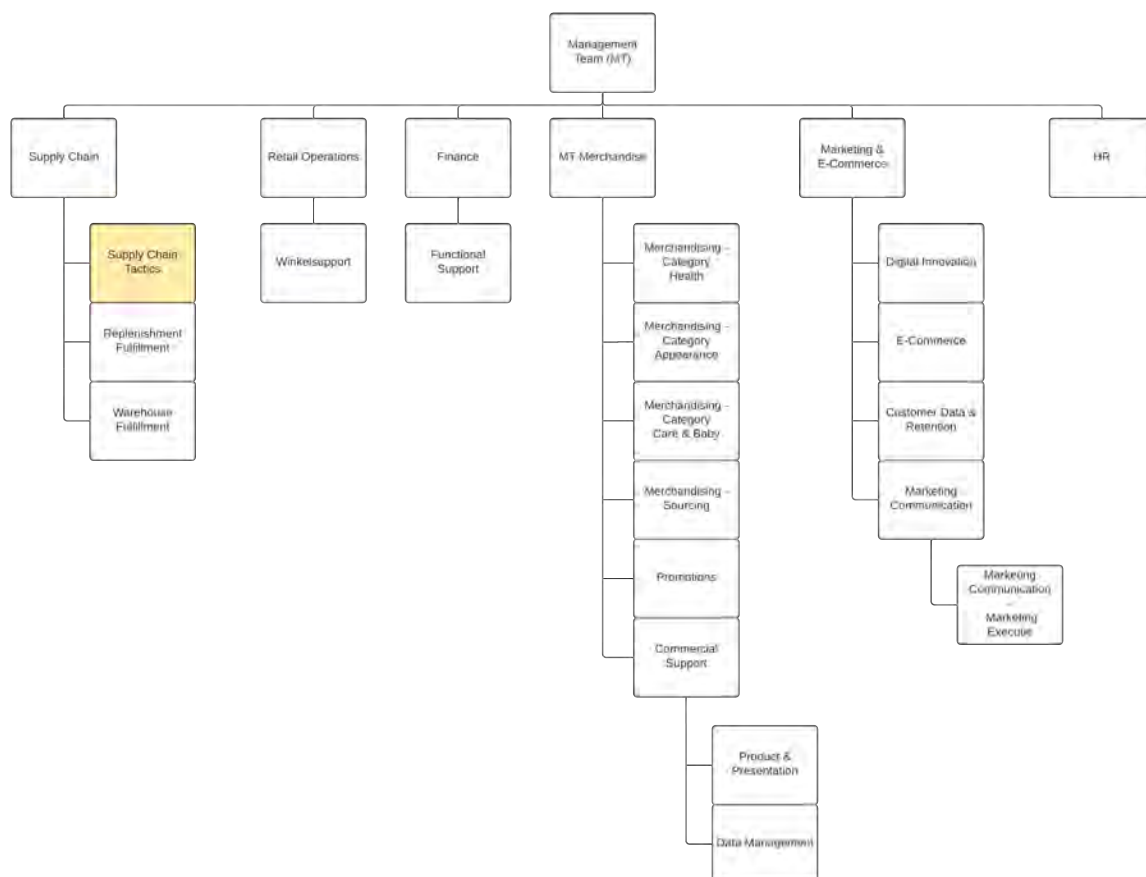 Management
Team (MT)
Supply Chain
Retail Operations
Finance
MT Merchandise
Marketing &
E-Commerce
HR
Supply Chain
Tactics
Replenishment
Fulfillment
Warehouse
Fulfillment
Winkelsupport
Functional
Support
Merchandising –
Category
Health
Merchandising –
Category
Appearance
Merchandising –
Category
Care & Baby
Merchandising –
Sourcing
Promotions
Commercial
Support
Product &
Presentation
Data Management
Digital Innovation
E-Commerce
Customer Data &
Retention
Marketing
Communication
Marketing
Communication
–
Marketing
Executie